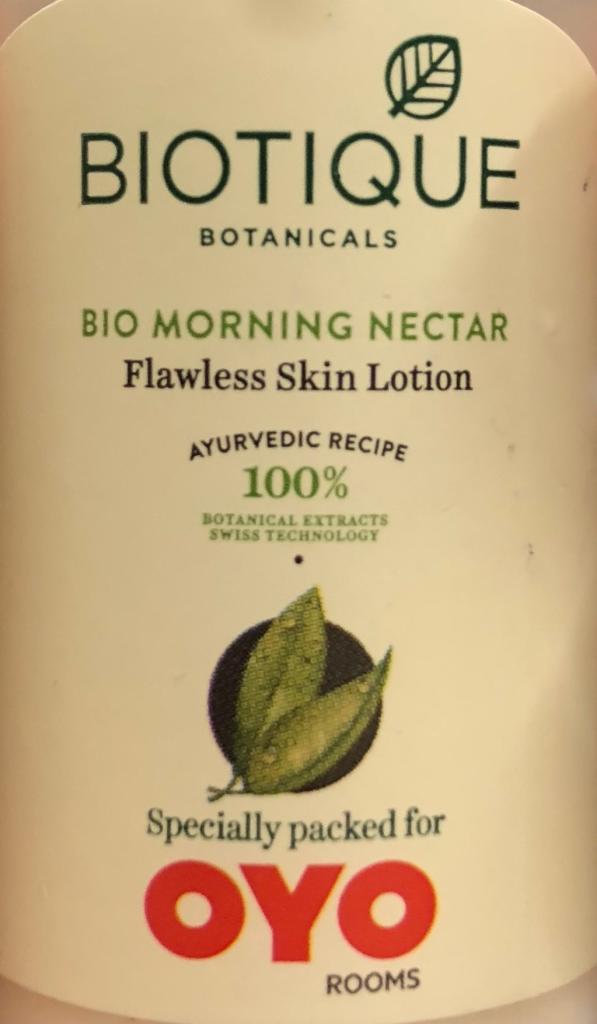 BIOTIQUE
BOTANICALS
BIO MORNING NECTAR
Flawless Skin Lotion
AYURVEDIC RECIPE
100%
BOTANICAL EXTRACTS
SWISS TECHNOLOGY
Specially packed for
OYO
ROOMS